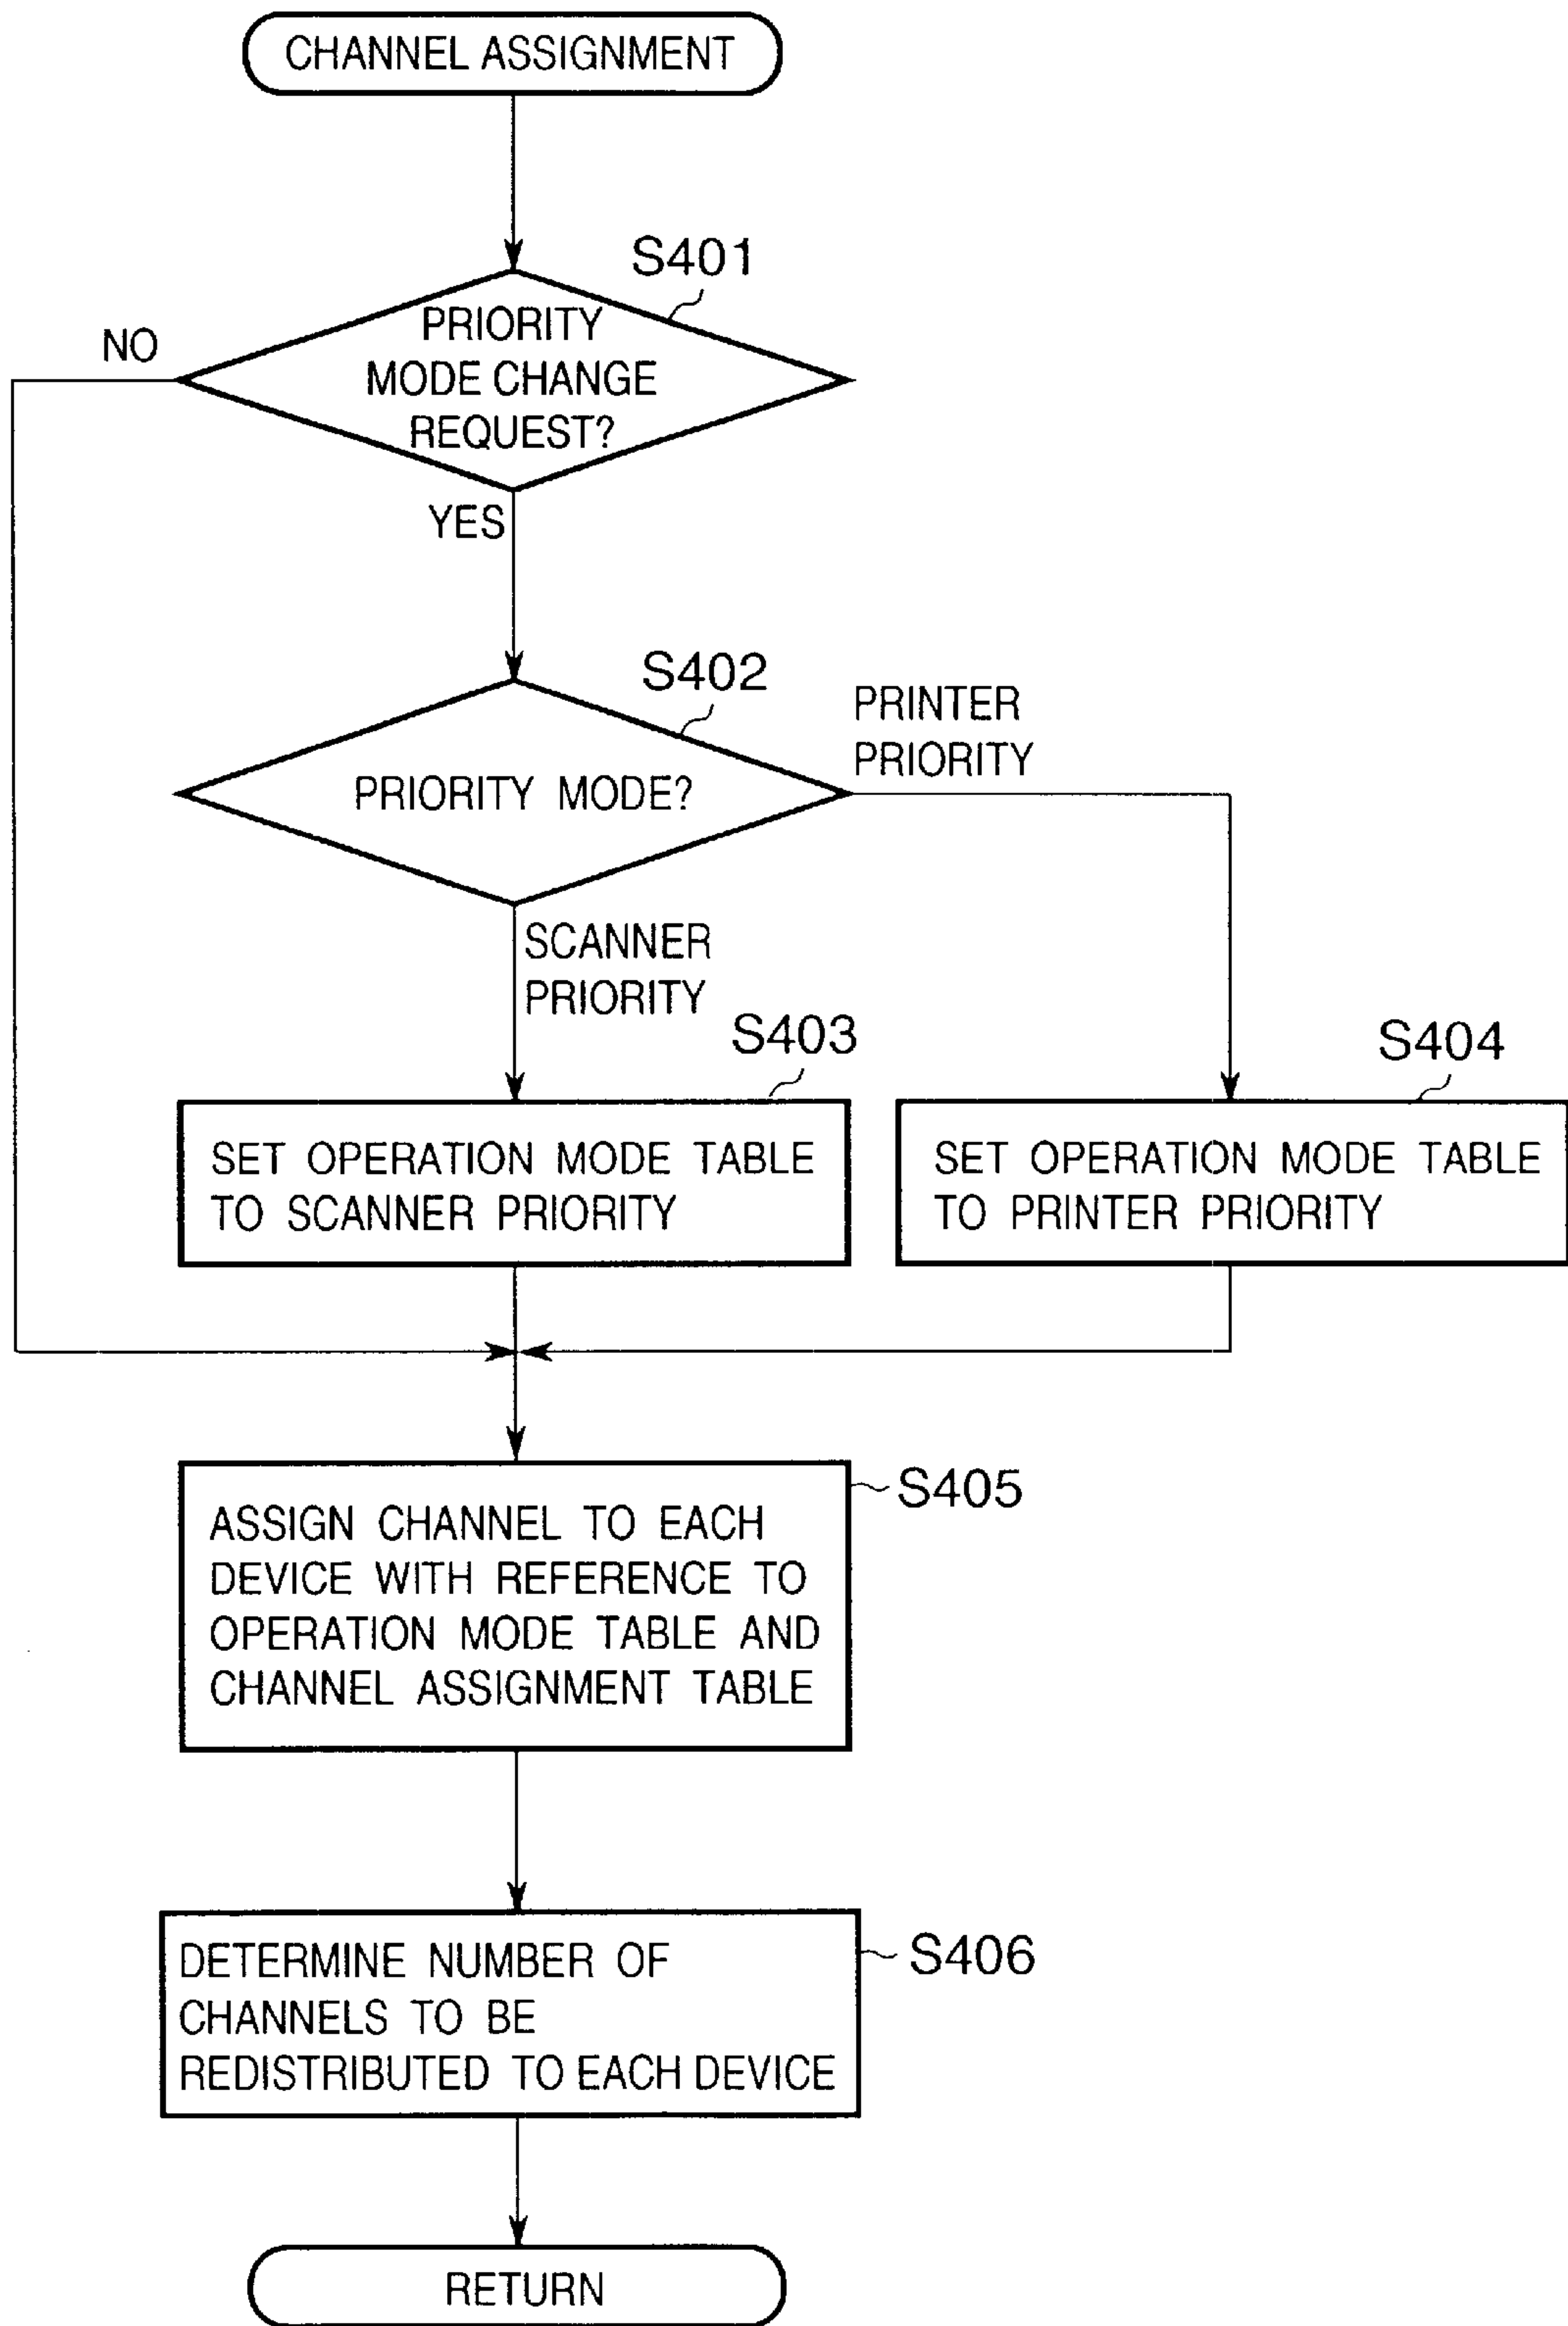 CHANNEL ASSIGNMENT
S401
NO
PRIORITY
MODE CHANGE
REQUEST?
YES
S402
PRINTER
PRIORITY
PRIORITY MODE?
SCANNER
PRIORITY
S403
S404
SET OPERATION MODE TABLE
TO SCANNER PRIORITY
SET OPERATION MODE TABLE
TO PRINTER PRIORITY
S405
ASSIGN CHANNEL TO EACH
DEVICE WITH REFERENCE TO
OPERATION MODE TABLE AND
CHANNEL ASSIGNMENT TABLE
S406
DETERMINE NUMBER OF
CHANNELS TO BE
REDISTRIBUTED TO EACH DEVICE
RETURN